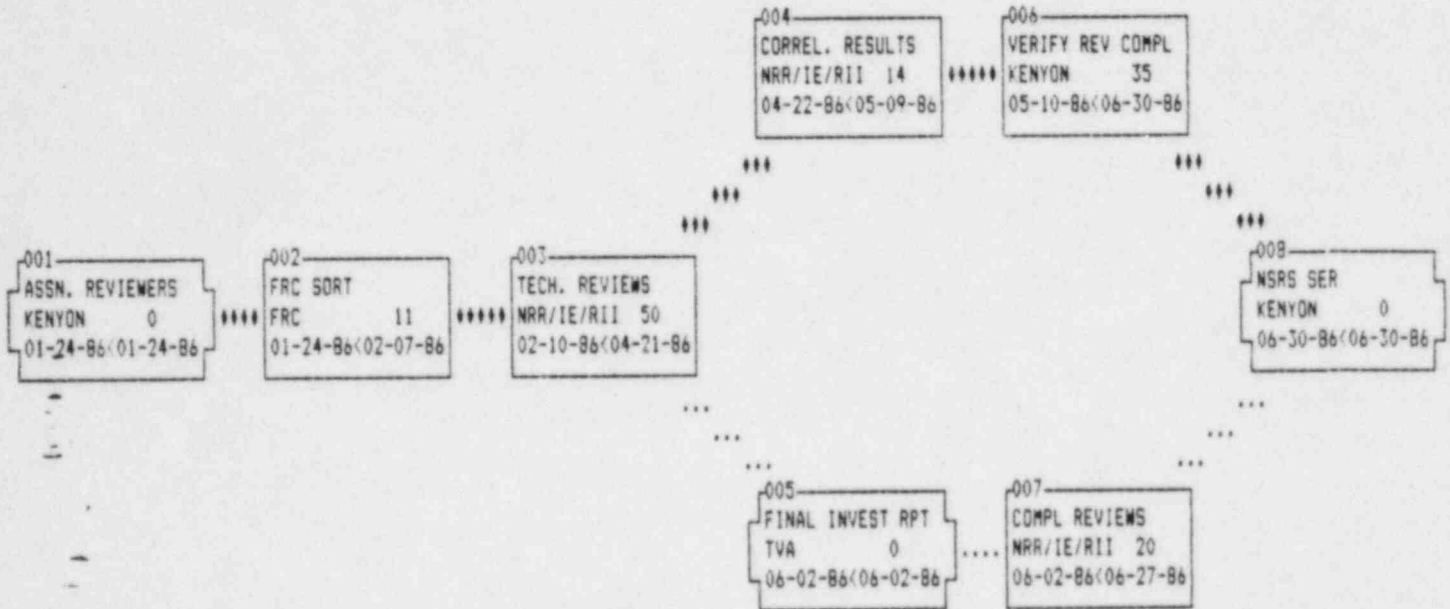 004
CORREL. RESULTS
NRR/IE/RII 14
04-22-86<05-09-86
006
VERIFY REV COMPL
KENYON 35
05-10-86<06-30-86
001
ASSN. REVIEWERS
KENYON 0
01-24-86<01-24-86
002
FRC SORT
FRC 11
01-24-86<02-07-86
003
TECH. REVIEWS
NRR/IE/RII 50
02-10-86<04-21-86
008
NSRS SER
KENYON 0
06-30-86<06-30-86
005
FINAL INVEST RPT
TVA 0
06-02-86<06-02-86
007
COMPL REVIEWS
NRR/IE/RII 20
06-02-86<06-27-86